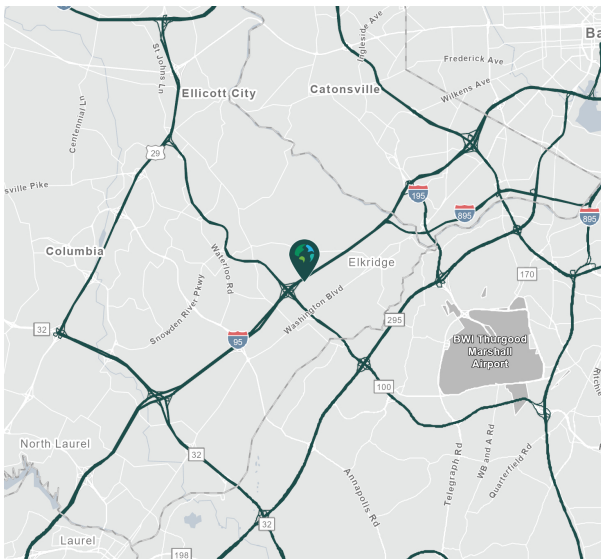 Ba
Ingleside Ave
St Johns Ln
Frederick Ave
Ellicott City
Catonsville
Wilkens Ave
Centennial Ln
29
sville Pike
195
895
895
Columbia
Waterloo Rd
Elkridge
170
Snowden River Pkwy
Washington Blvd
295
32
95
BWI Thurgood
Marshall
Airport
100
Ritchie
North Laurel
32
Annapolis Rd
Telegraph Rd
WB and A Rd
Quarterfield Rd
32
Laurel
198